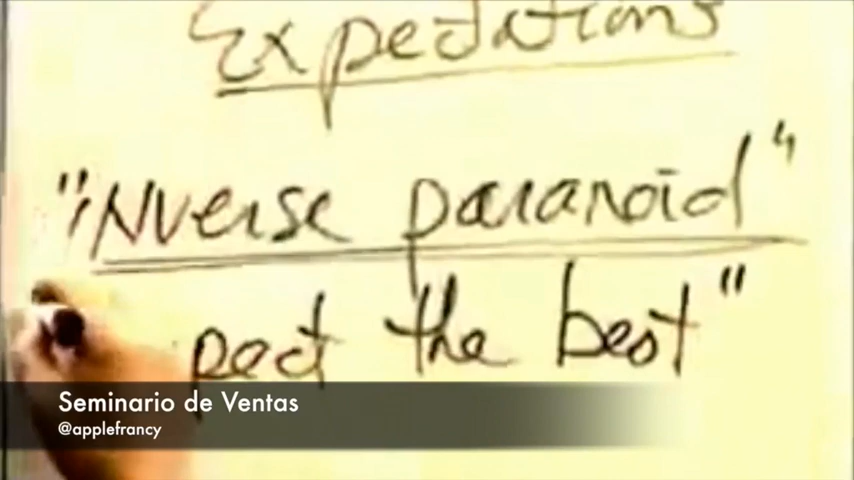 Expectations
"inverse paranoid"
pect the best"
Seminario de Ventas
@applefrancy